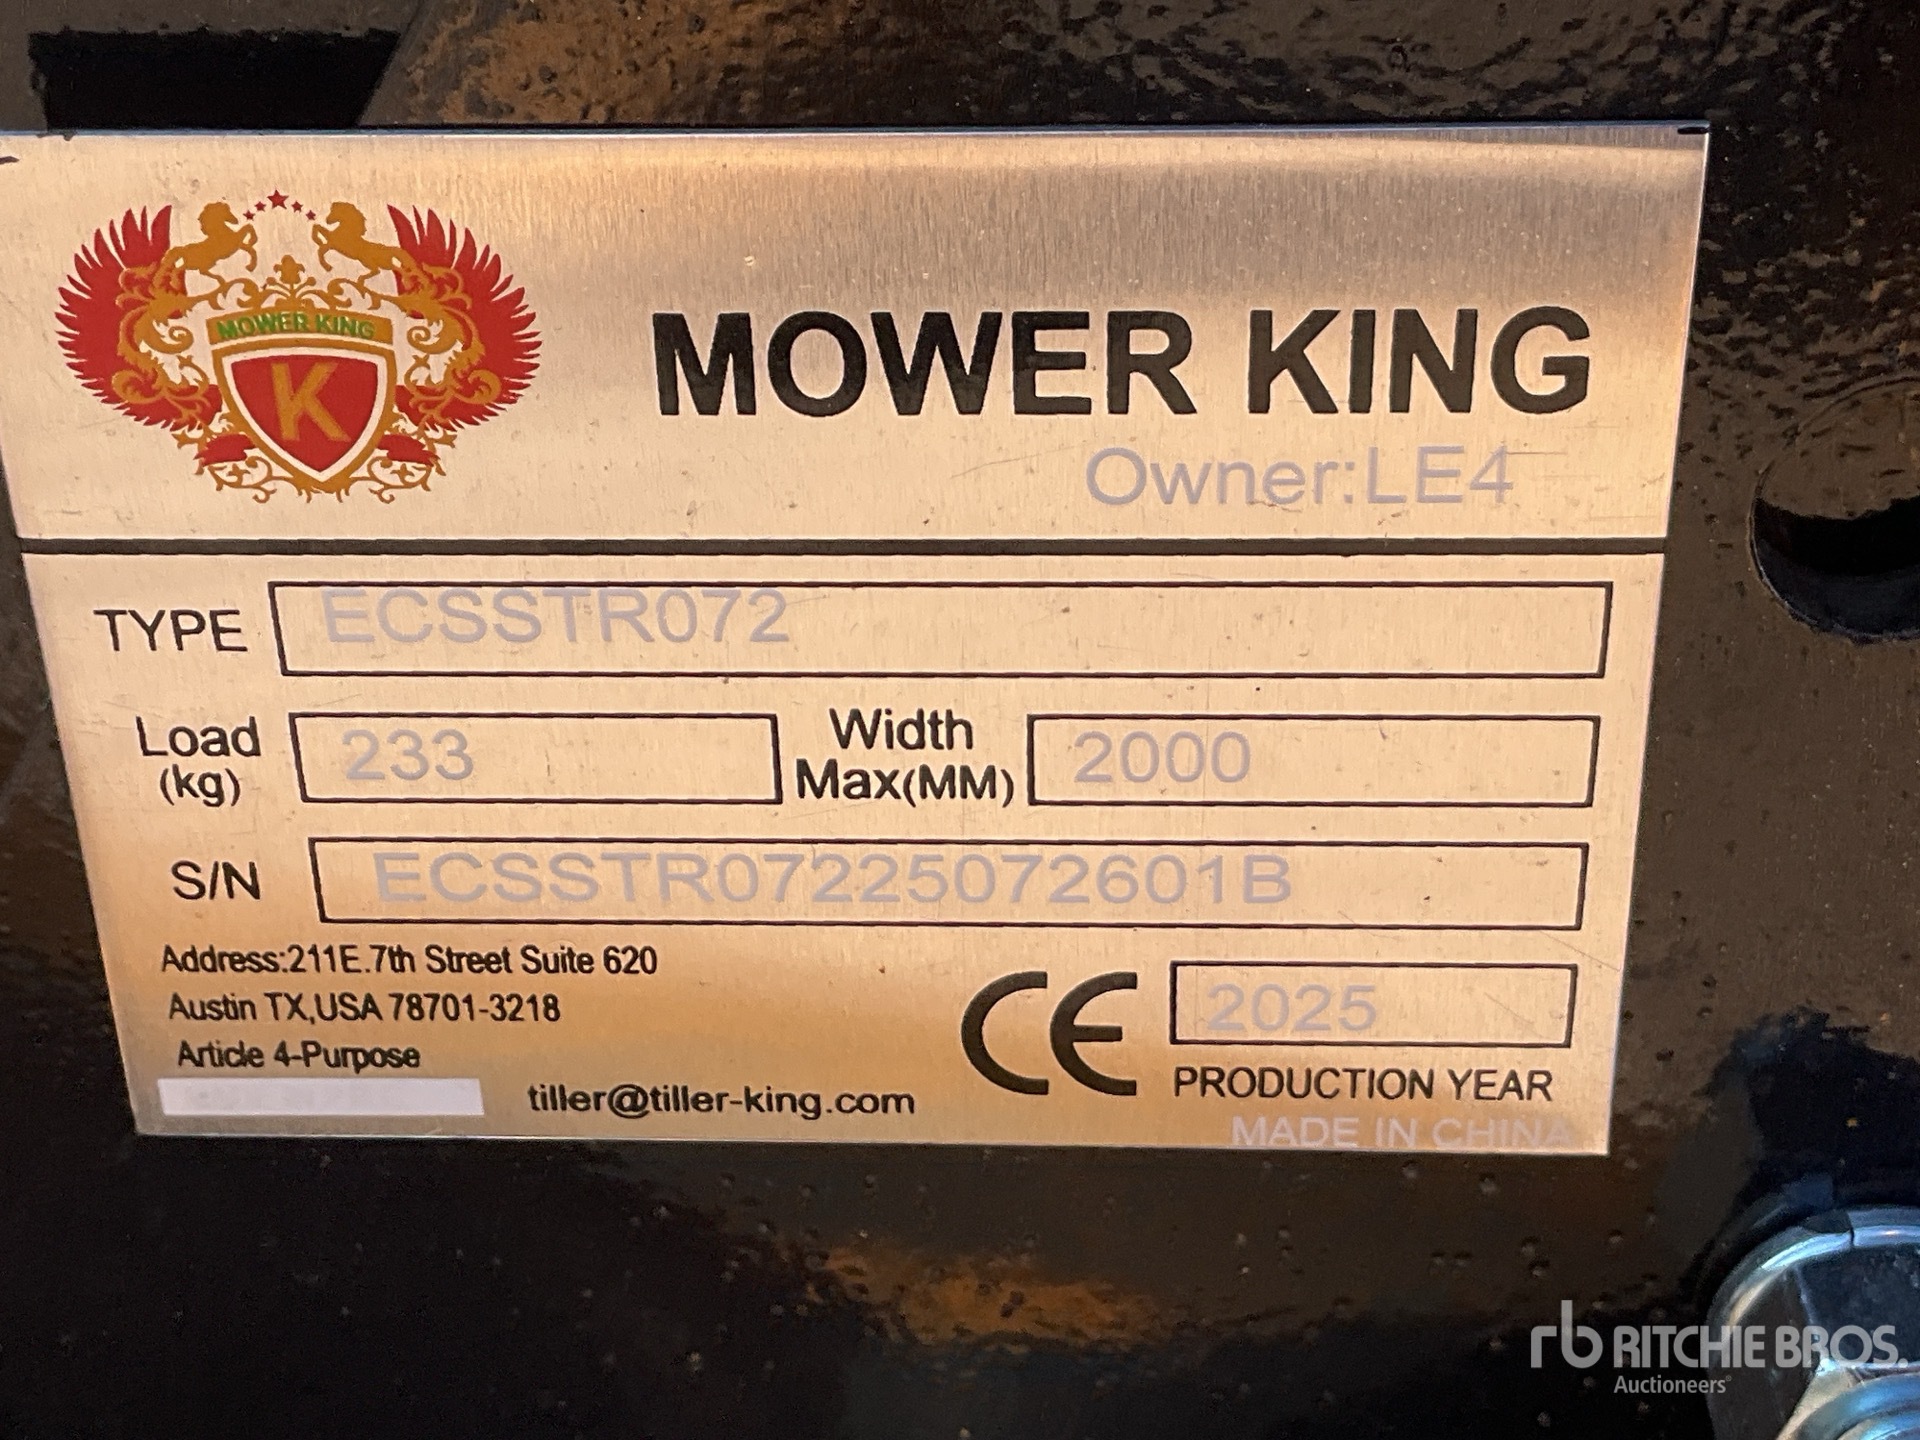 MOWER KING
K
MOWER KING
Owner:LE4
TYPE ECSSTR072
Load (kg) 233 Width Max(MM) 2000
S/N ECSSTR07225072601B
Address:211E.7th Street Suite 620
Austin TX,USA 78701-3218
Article 4-Purpose
tiller@tiller-king.com
CE 2025
PRODUCTION YEAR
MADE IN CHINA
rb RITCHIE BROS.
Auctioneers